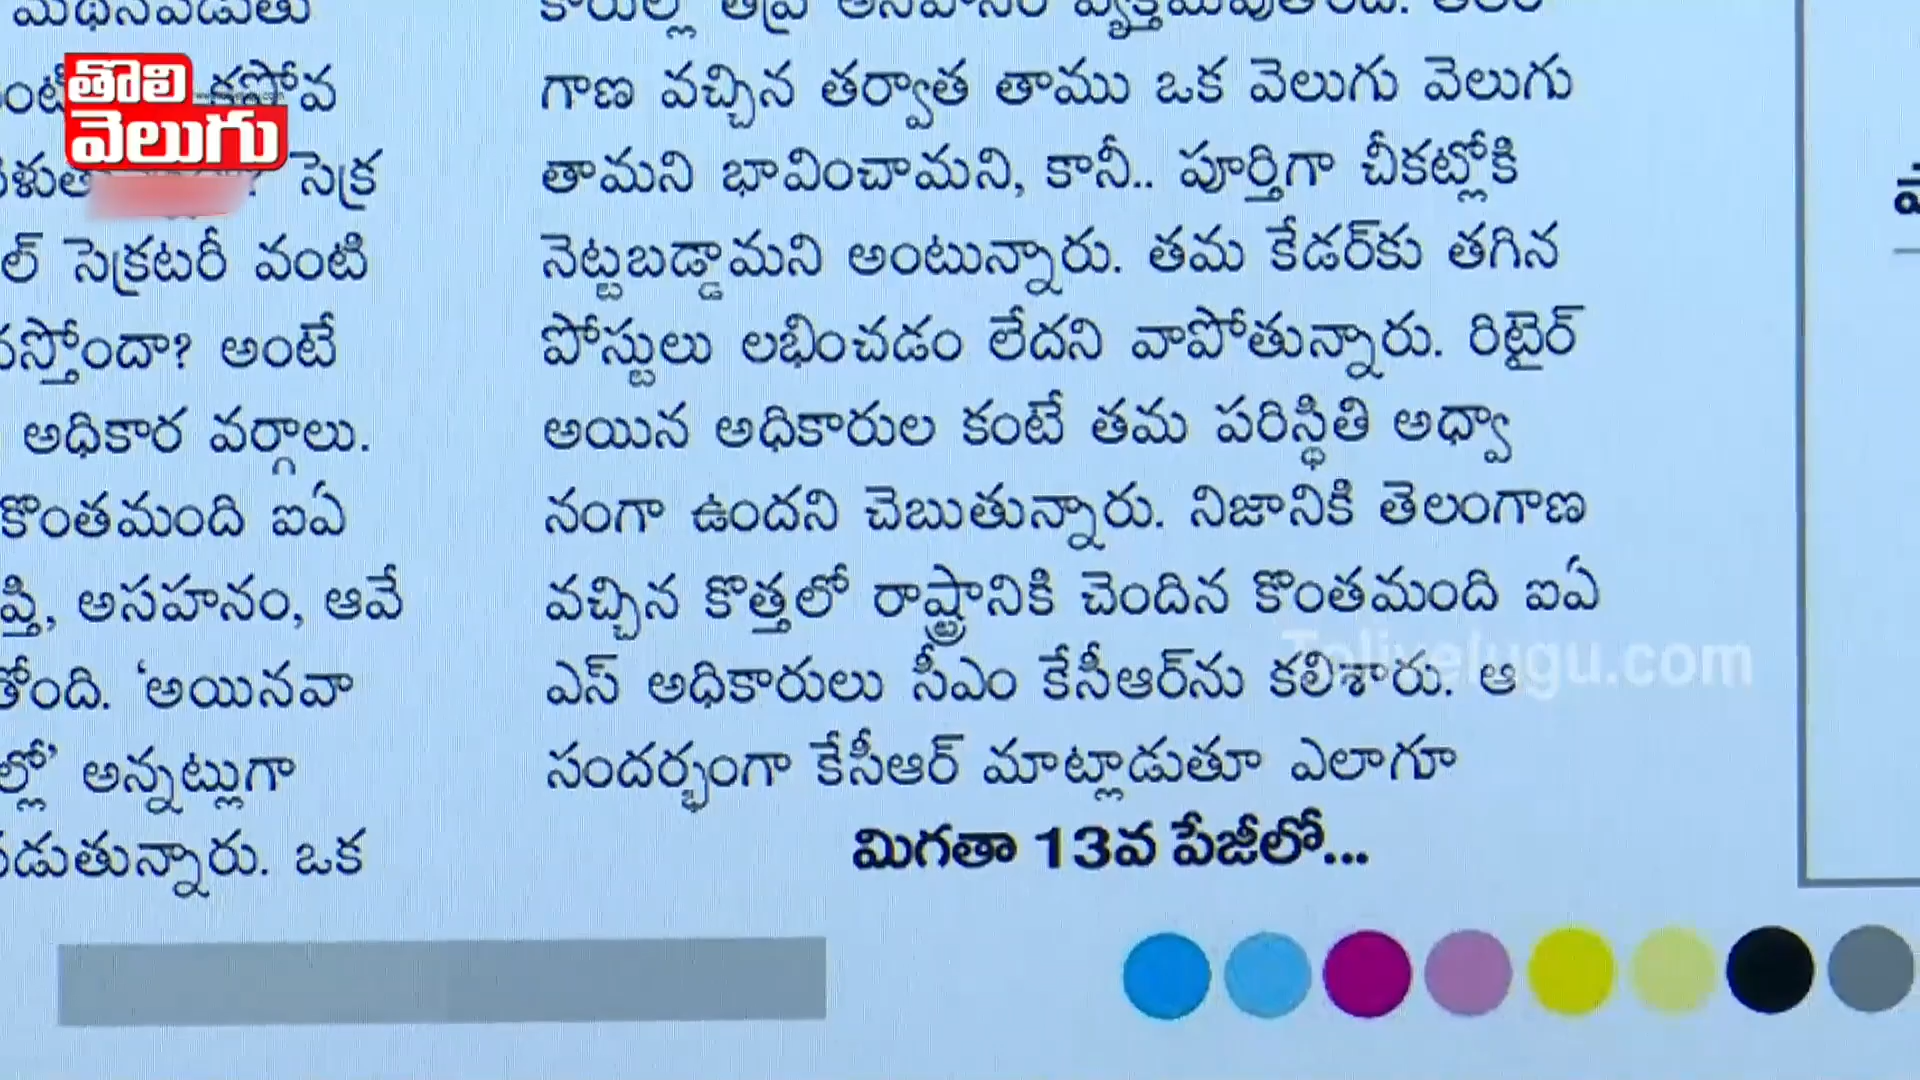 తొలి
వెలుగు
సెక్ర
సెక్రటరీ వంటి
అంటే
అధికార వర్గాలు.
కొంతమంది ఐఏ
అసహనం, ఆవే
'అయినవా
అన్నట్లుగా
ఒక
గాణ వచ్చిన తర్వాత తాము ఒక వెలుగు వెలుగు
తామని భావించామని, కానీ.. పూర్తిగా చీకట్లోకి
నెట్టబడ్డామని అంటున్నారు. తమ కేడర్‌కు తగిన
పోస్టులు లభించడం లేదని వాపోతున్నారు. రిటైర్
అయిన అధికారుల కంటే తమ పరిస్థితి అధ్వా
నంగా ఉందని చెబుతున్నారు. నిజానికి తెలంగాణ
వచ్చిన కొత్తలో రాష్ట్రానికి చెందిన కొంతమంది ఐఏ
ఎస్ అధికారులు సీఎం కేసీఆర్‌ను కలిశారు. ఆ
సందర్భంగా కేసీఆర్ మాట్లాడుతూ ఎలాగూ
మిగతా 13వ పేజీలో...
Tolivelugu.com